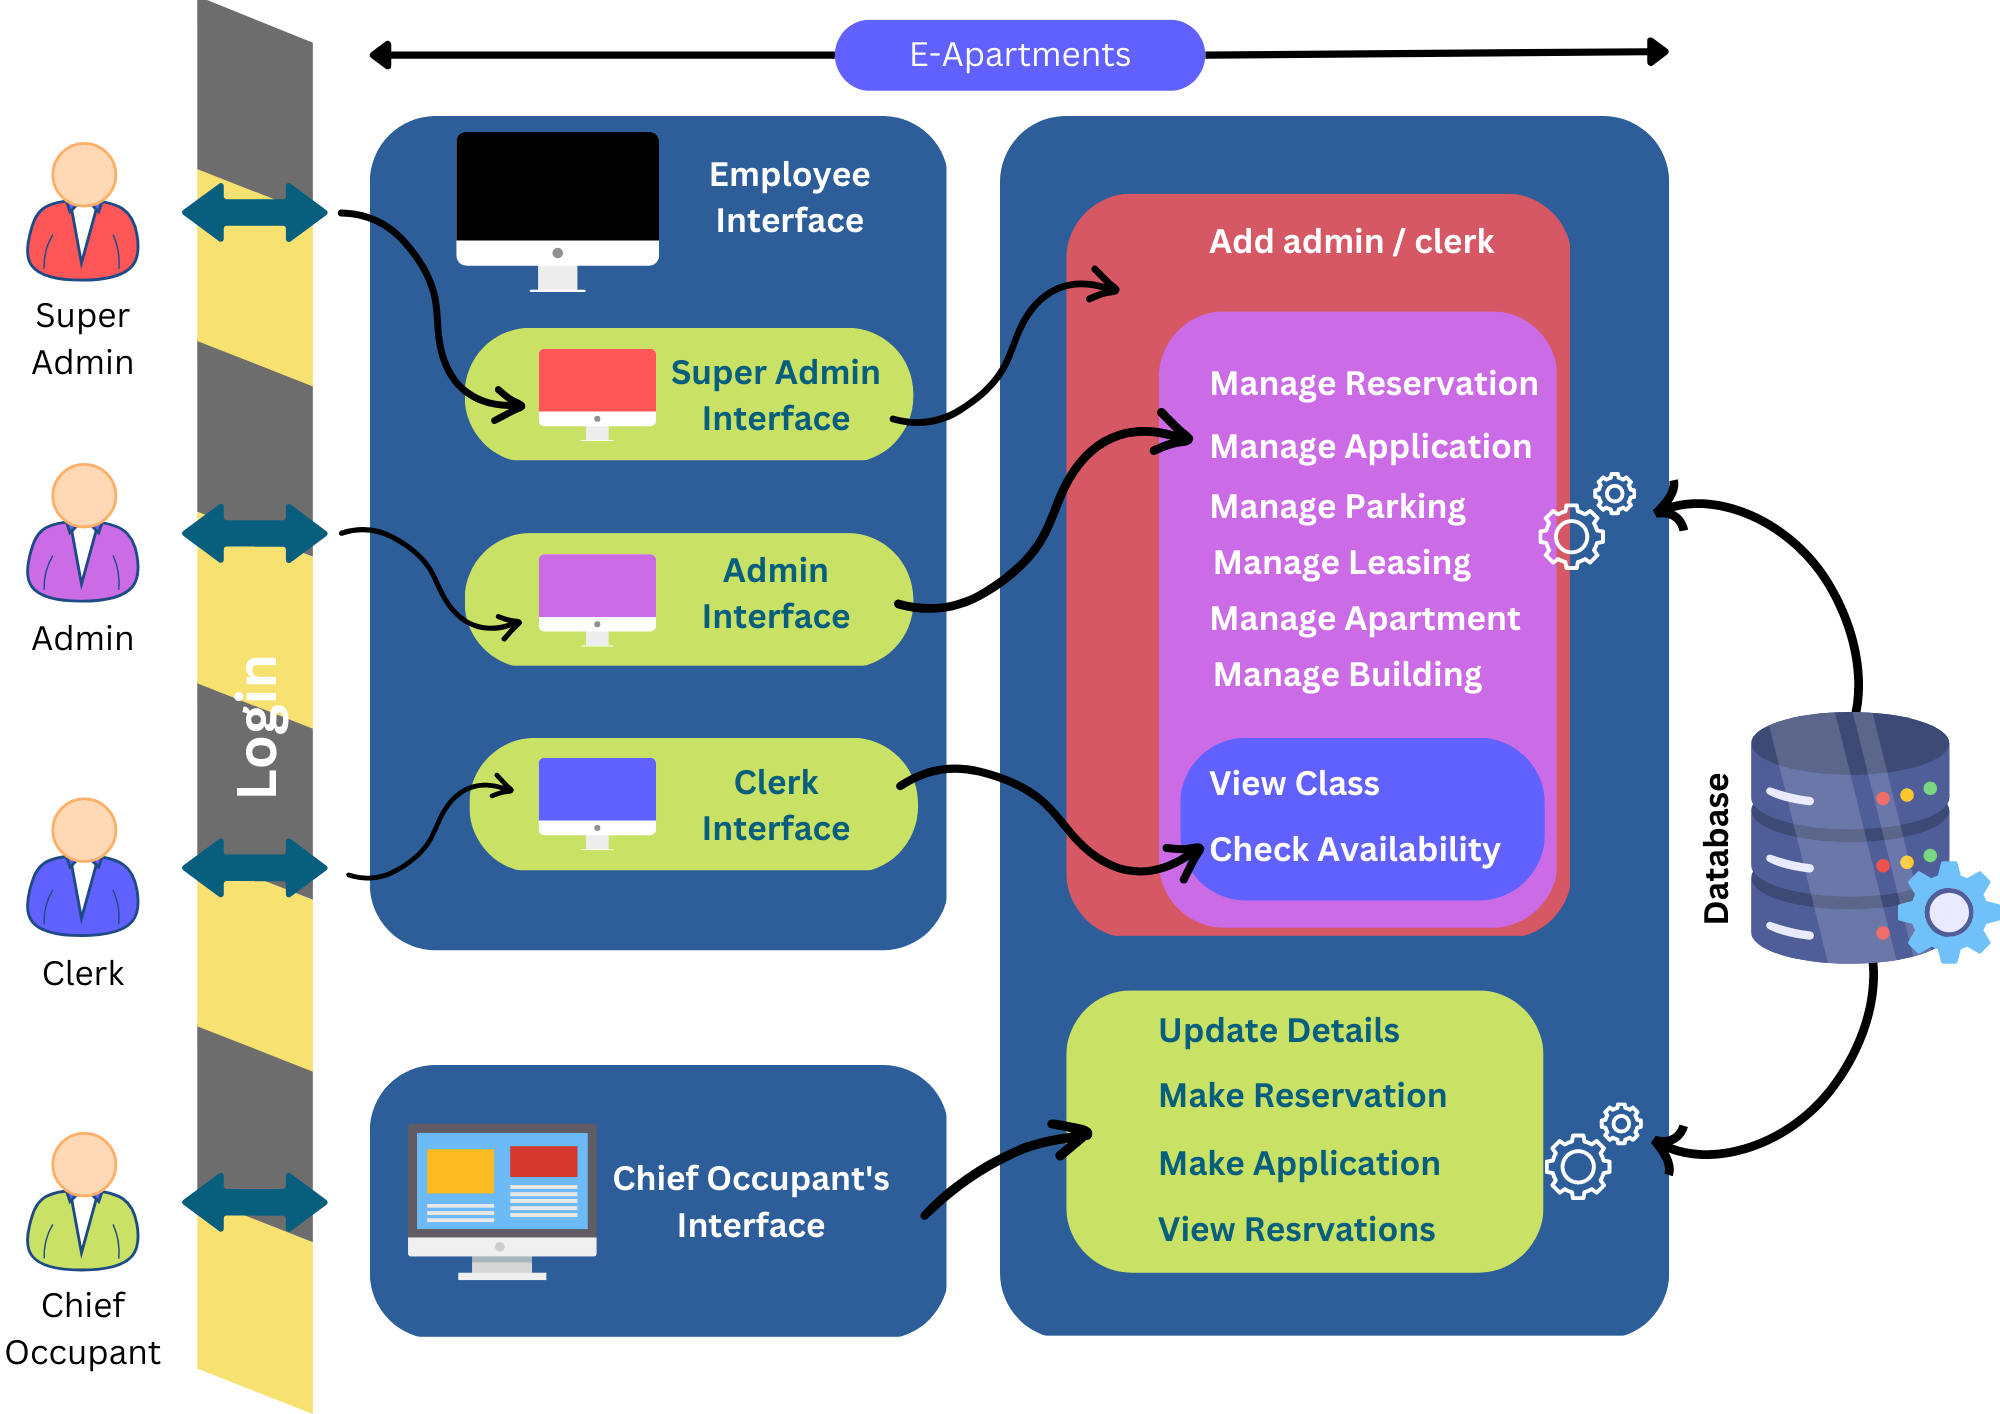 E-Apartments
Super
Admin
Admin
Clerk
Chief
Occupant
Login
Employee
Interface
Super Admin
Interface
Admin
Interface
Clerk
Interface
Chief Occupant's
Interface
Add admin / clerk
Manage Reservation
Manage Application
Manage Parking
Manage Leasing
Manage Apartment
Manage Building
View Class
Check Availability
Update Details
Make Reservation
Make Application
View Resrvations
Database